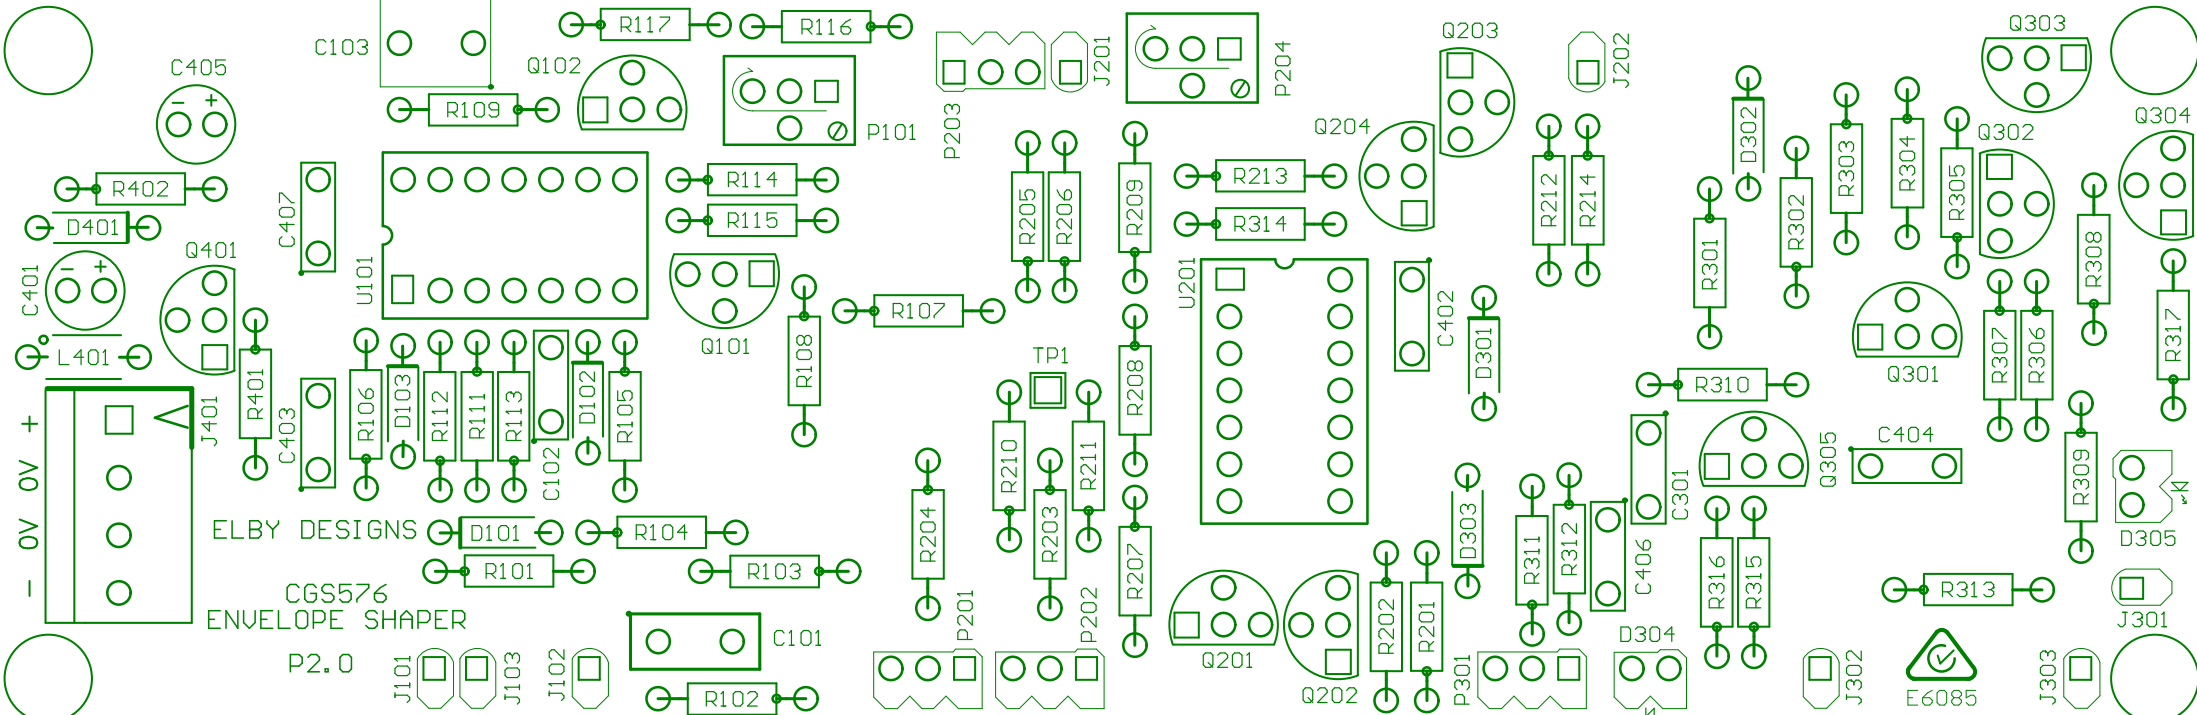 C103
R117
R116
J201
P204
Q203
J202
Q303
Q102
C405
R109
P101
P203
Q204
D302
R303
R304
Q302
Q304
R402
C407
R114
R205
R206
R209
R213
R212
R214
R302
R305
D401
R115
R314
R301
R308
Q401
C401
U101
U201
C402
R108
R107
Q101
D301
R307
R306
R317
L401
TP1
R208
Q301
J401
R401
C403
R106
D103
R112
R111
R113
C102
D102
R105
R310
R210
R211
C301
Q305
C404
R309
- 0V 0V +
ELBY DESIGNS
D101
R104
R204
R203
R207
D303
R311
R312
C406
R316
R315
D305
R101
R103
CGS576
ENVELOPE SHAPER
P2.0
C101
P201
P202
Q201
R202
R201
D304
R313
J301
J101
J103
J102
R102
Q202
P301
J302
E6085
J303